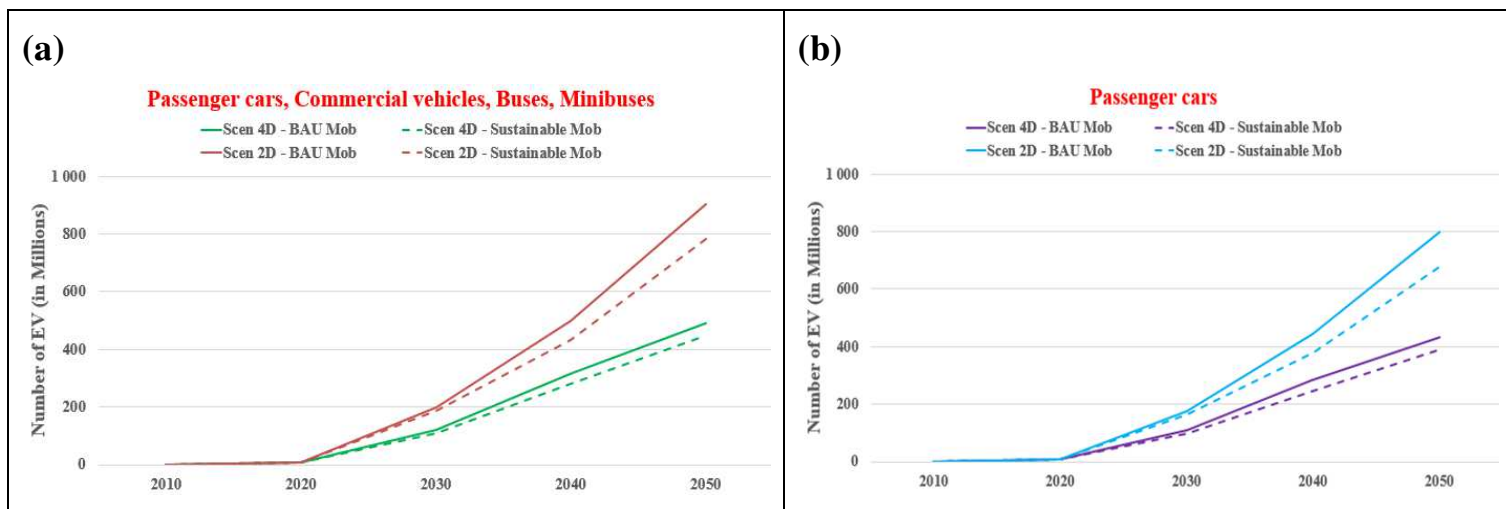 (a)
Passenger cars, Commercial vehicles, Buses, Minibuses
Scen 4D - BAU Mob
Scen 4D - Sustainable Mob
Scen 2D - BAU Mob
Scen 2D - Sustainable Mob
Number of EV (in Millions)
1 000
800
600
400
200
0
2010 2020 2030 2040 2050
(b)
Passenger cars
Scen 4D - BAU Mob
Scen 4D - Sustainable Mob
Scen 2D - BAU Mob
Scen 2D - Sustainable Mob
Number of EV (in Millions)
1 000
800
600
400
200
0
2010 2020 2030 2040 2050